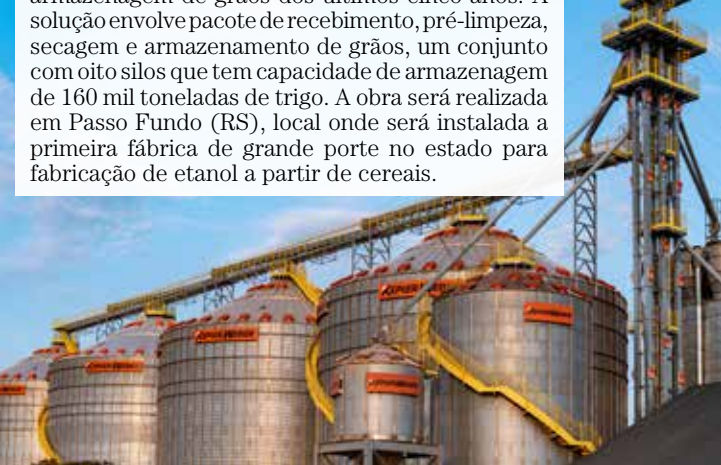 armazenagem de grãos dos últimos cinco anos. A
solução envolve pacote de recebimento, pré-limpeza,
secagem e armazenamento de grãos, um conjunto
com oito silos que tem capacidade de armazenagem
de 160 mil toneladas de trigo. A obra será realizada
em Passo Fundo (RS), local onde será instalada a
primeira fábrica de grande porte no estado para
fabricação de etanol a partir de cereais.